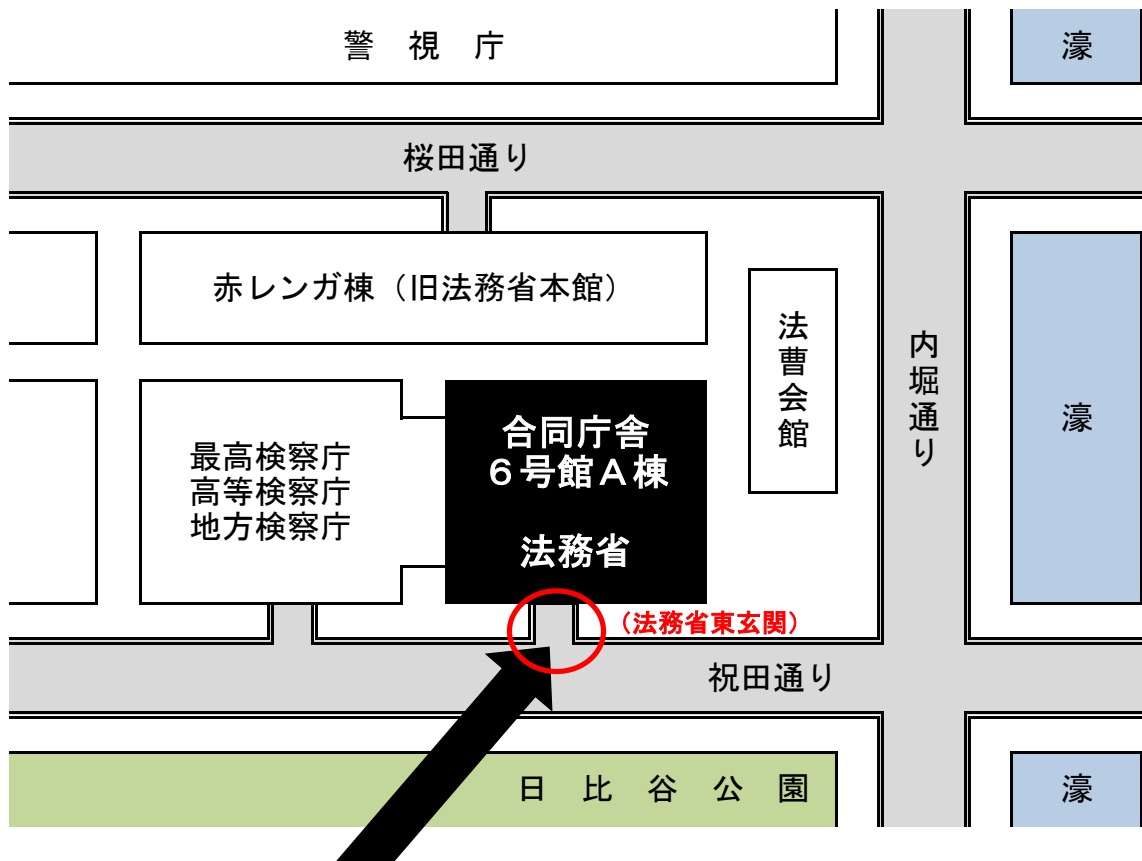 警視庁
濠
桜田通り
赤レンガ棟（旧法務省本館）
法曹会館
内堀通り
濠
合同庁舎
６号館Ａ棟
法務省
最高検察庁
高等検察庁
地方検察庁
（法務省東玄関）
祝田通り
日比谷公園
濠